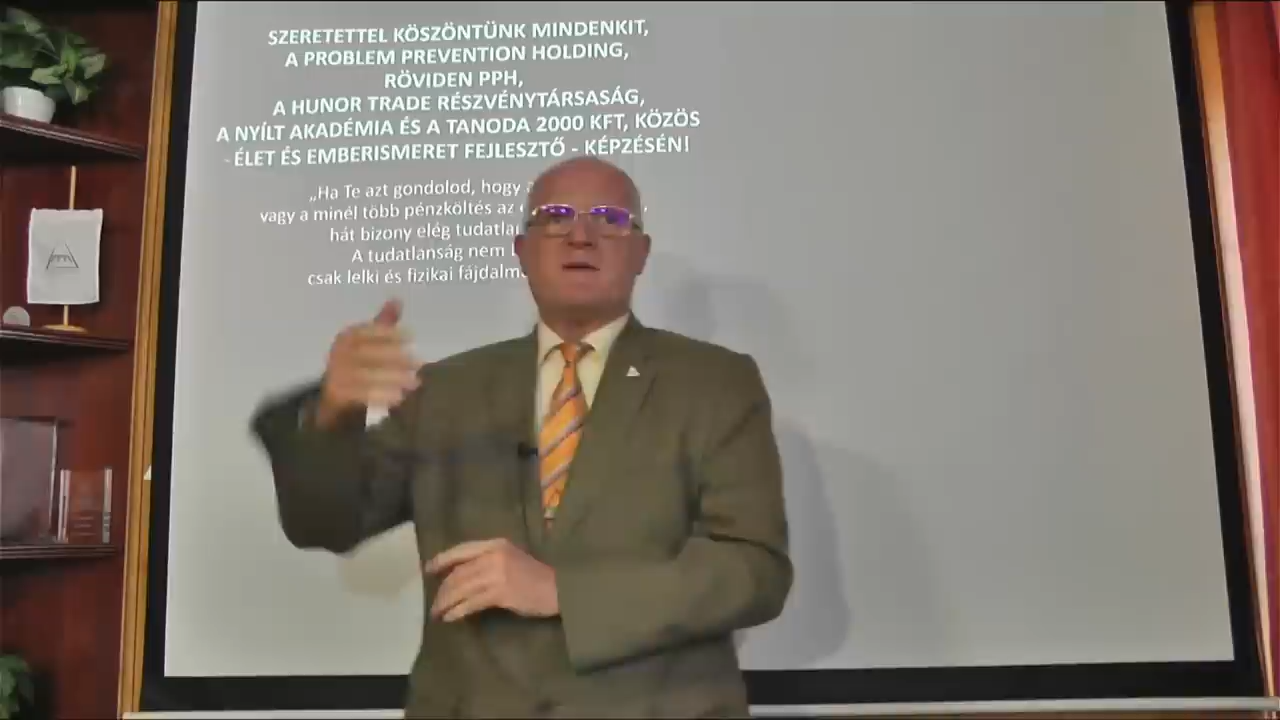 SZERETETTEL KÖSZÖNTÜNK MINDENKIT,
A PROBLEM PREVENTION HOLDING,
RÖVIDEN PPH,
A HUNOR TRADE RÉSZVÉNYTÁRSASÁG,
A NYÍLT AKADÉMIA ÉS A TANODA 2000 KFT, KÖZÖS
- ÉLET ÉS EMBERISMERET FEJLESZTŐ - KÉPZÉSÉN!
„Ha Te azt gondolod, hogy
vagy a minél több pénzköltés az
hát bizony elég
A tudatlanság nem
csak lelki és fizikai